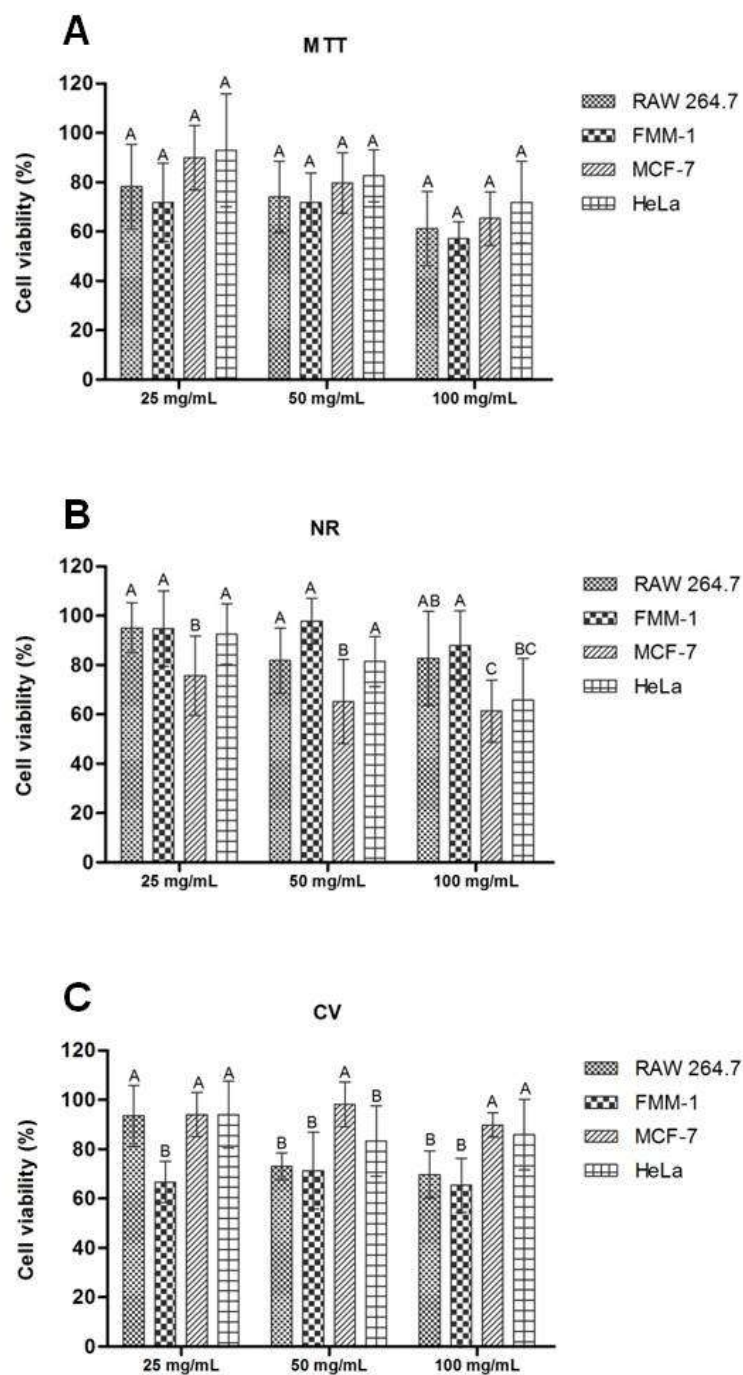 A
MTT
120
100
80
60
40
20
0
Cell viability (%)
A A A A
A A A A
A A A A
25 mg/mL 50 mg/mL 100 mg/mL
RAW 264.7
FMM-1
MCF-7
HeLa
B
NR
120
100
80
60
40
20
0
Cell viability (%)
A A B A
A A B A
AB A C BC
25 mg/mL 50 mg/mL 100 mg/mL
RAW 264.7
FMM-1
MCF-7
HeLa
C
CV
120
100
80
60
40
20
0
Cell viability (%)
A B A A
B B A B
B B A A
25 mg/mL 50 mg/mL 100 mg/mL
RAW 264.7
FMM-1
MCF-7
HeLa